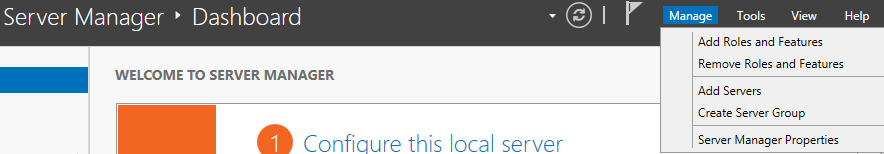 Server Manager ‣ Dashboard
Manage Tools View Help
Add Roles and Features
Remove Roles and Features
Add Servers
Create Server Group
Server Manager Properties
WELCOME TO SERVER MANAGER
1 Configure this local server